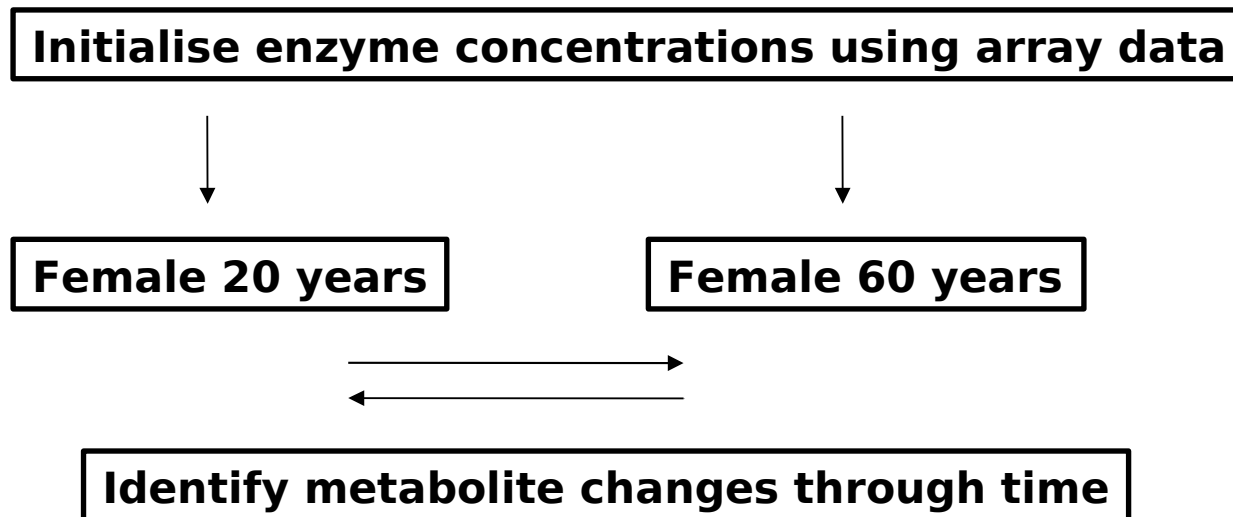 Initialise enzyme concentrations using array data
Female 20 years
Female 60 years
Identify metabolite changes through time